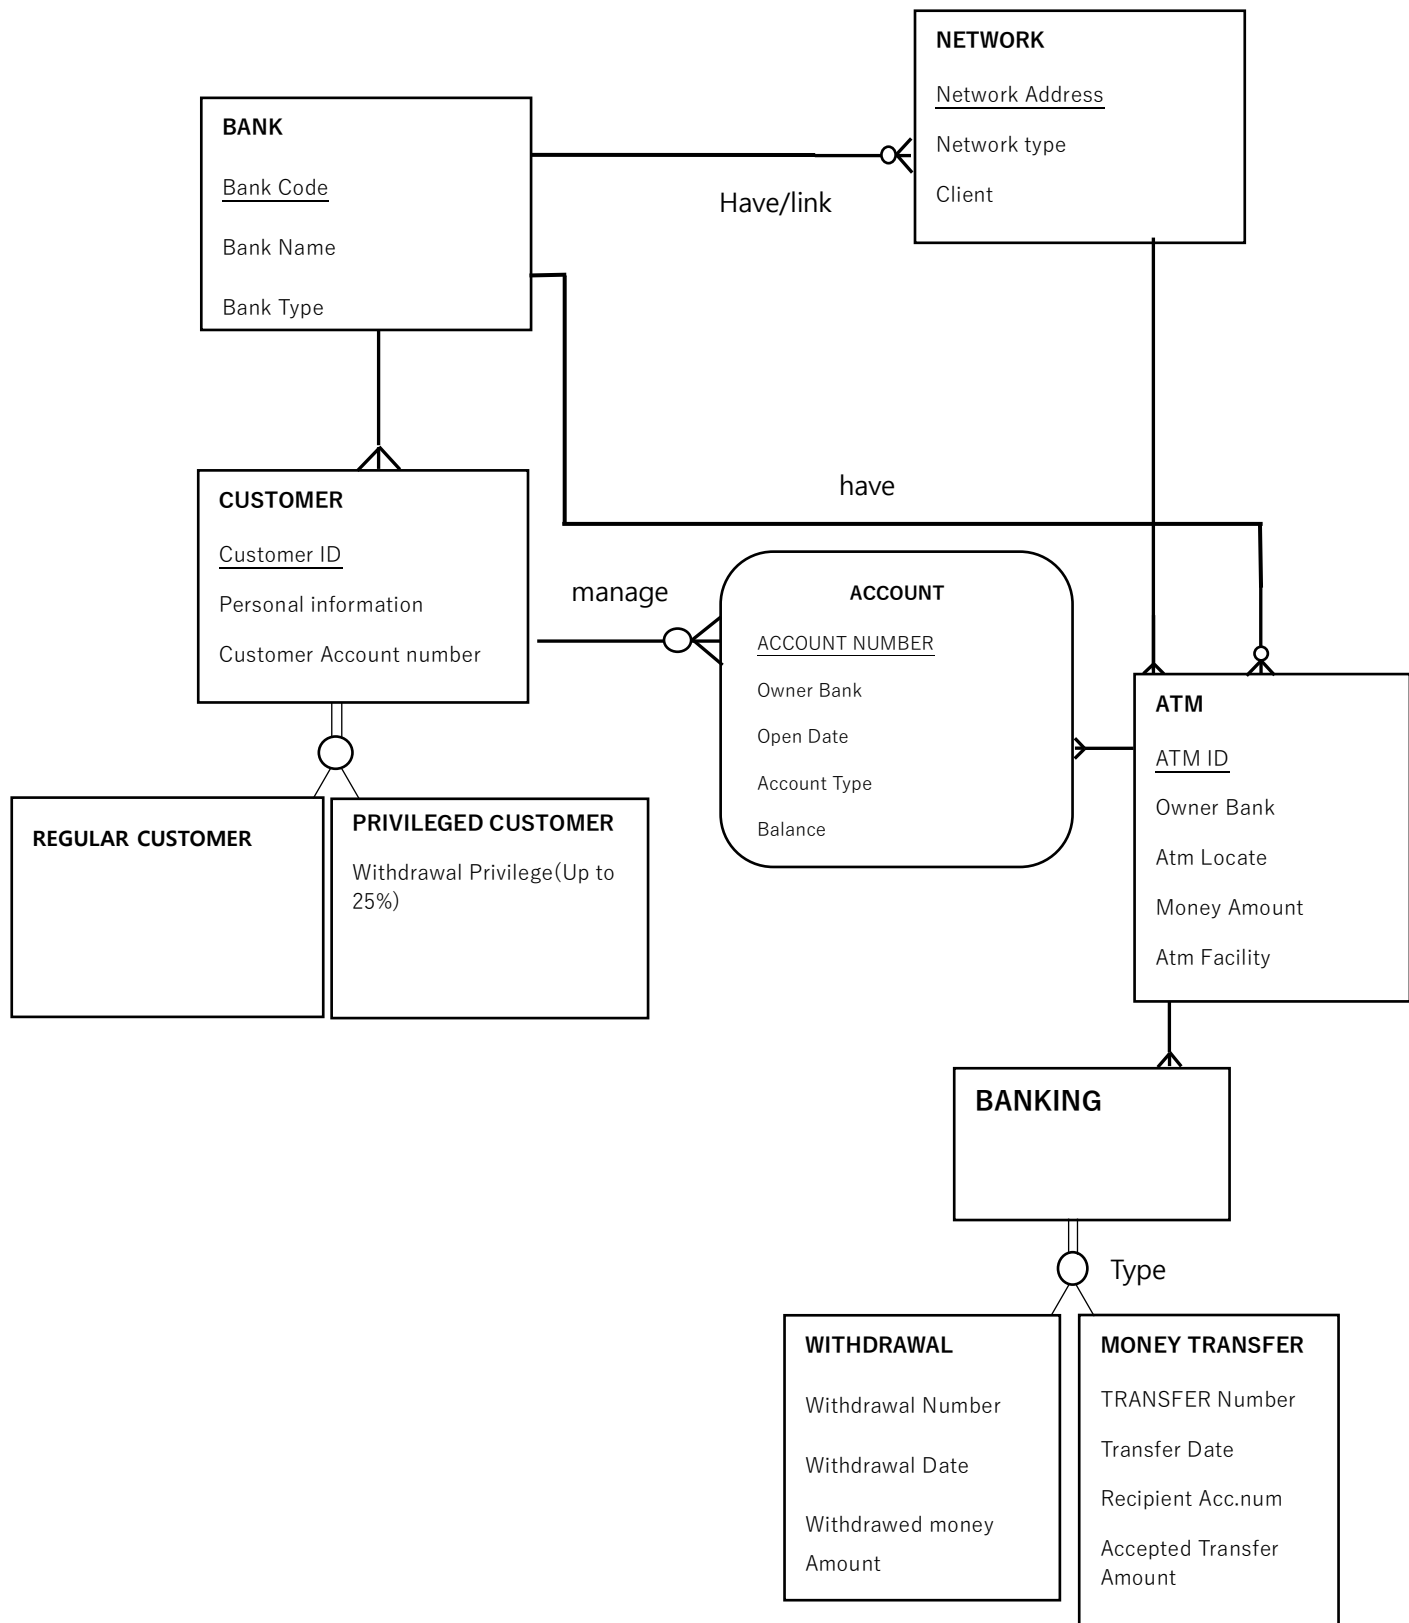 NETWORK
Network Address
Network type
Client
BANK
Bank Code
Bank Name
Bank Type
Have/link
CUSTOMER
Customer ID
Personal information
Customer Account number
have
manage
ACCOUNT
ACCOUNT NUMBER
Owner Bank
Open Date
Account Type
Balance
ATM
ATM ID
Owner Bank
Atm Locate
Money Amount
Atm Facility
REGULAR CUSTOMER
PRIVILEGED CUSTOMER
Withdrawal Privilege(Up to
25%)
BANKING
Type
WITHDRAWAL
Withdrawal Number
Withdrawal Date
Withdrawed money
Amount
MONEY TRANSFER
TRANSFER Number
Transfer Date
Recipient Acc.num
Accepted Transfer
Amount